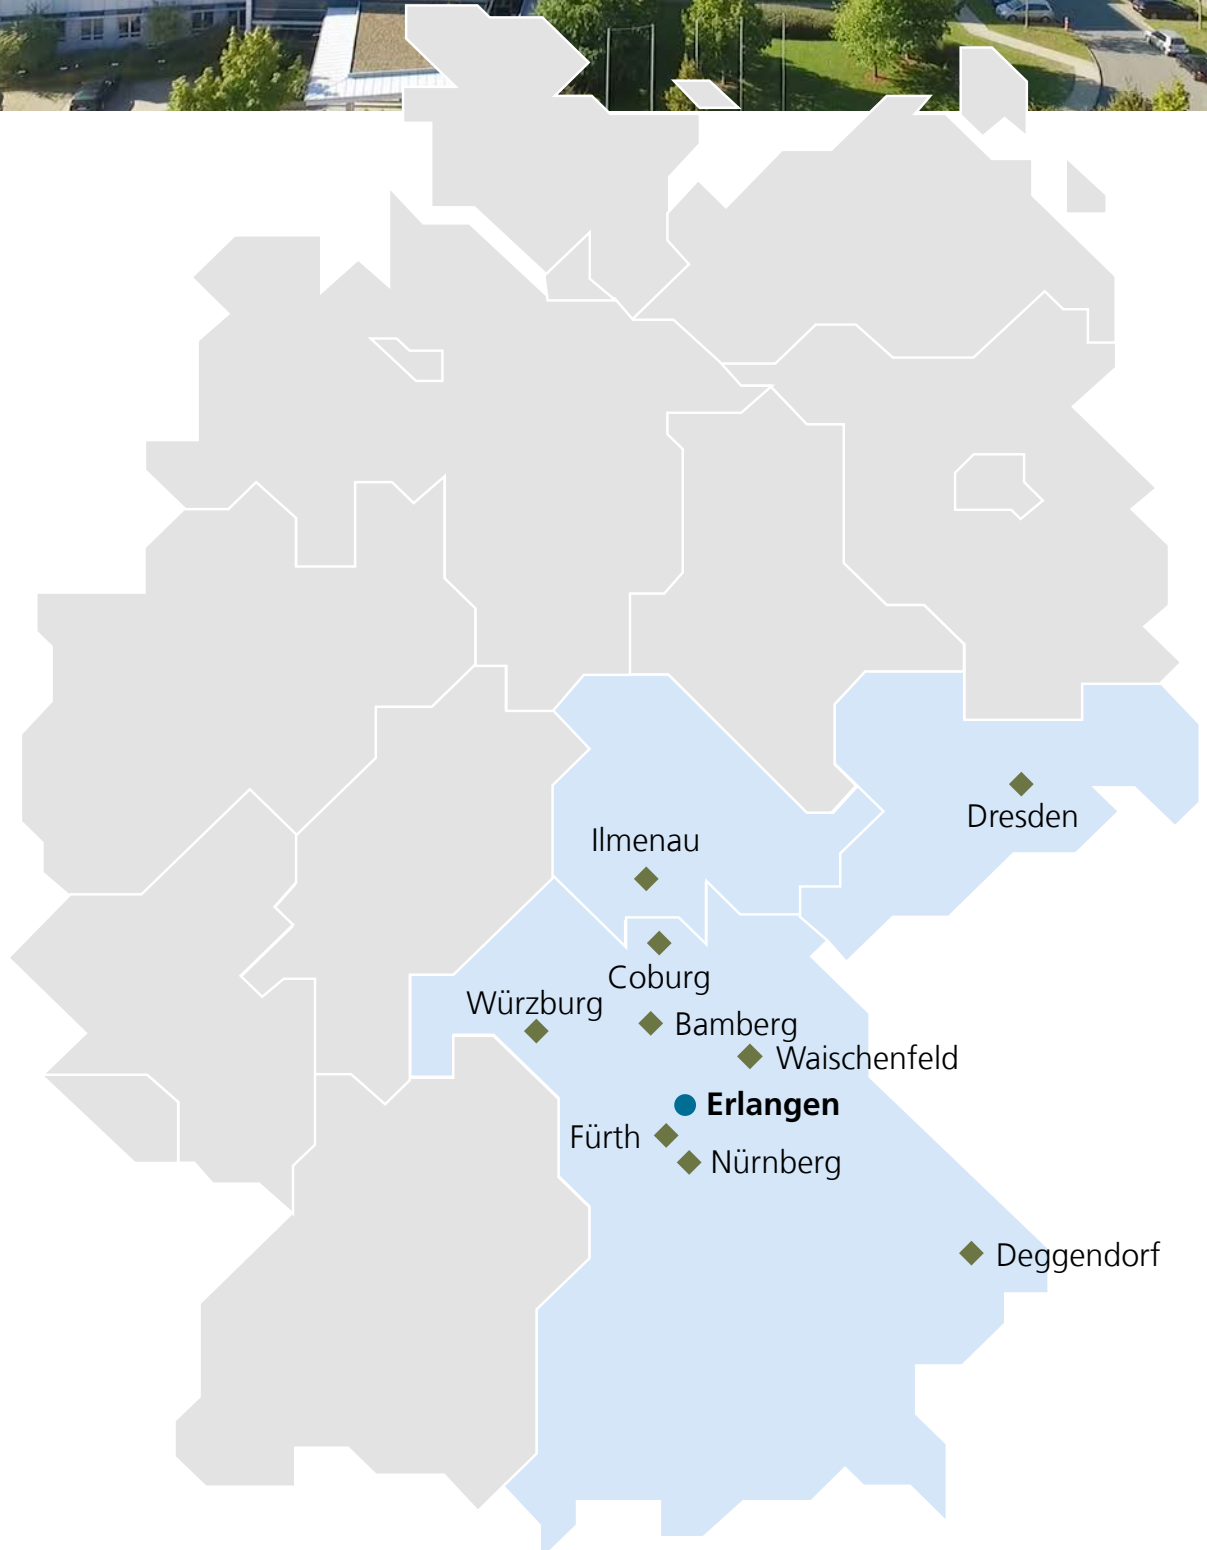 Dresden
Ilmenau
Coburg
Würzburg
Bamberg
Waischenfeld
Erlangen
Fürth
Nürnberg
Deggendorf